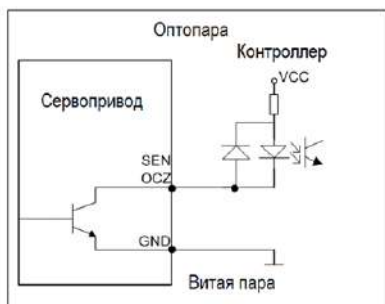 Оптопара
Контроллер
VCC
Сервопривод
SEN
OCZ
GND
Витая пара